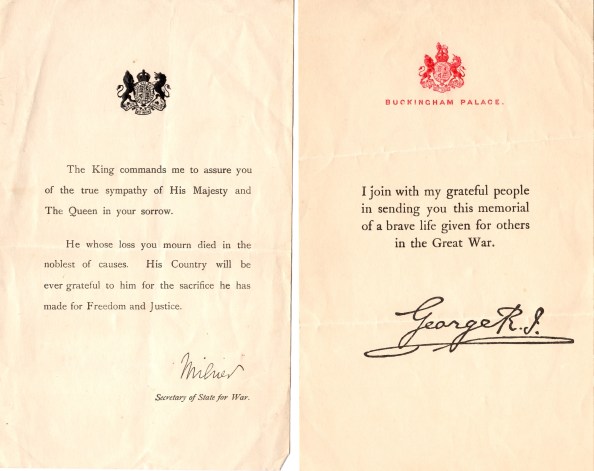 The King commands me to assure you
of the true sympathy of His Majesty and
The Queen in your sorrow.
He whose loss you mourn died in the
noblest of causes. His Country will be
ever grateful to him for the sacrifice he has
made for Freedom and Justice.
Milner
Secretary of State for War.
BUCKINGHAM PALACE.
I join with my grateful people
in sending you this memorial
of a brave life given for others
in the Great War.
George R.I.